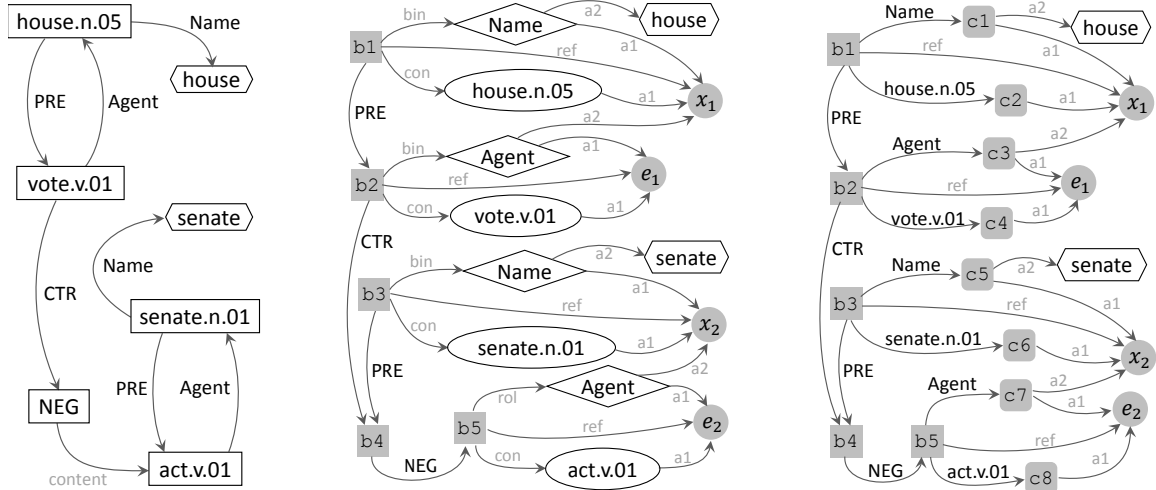 house.n.05
Name
house
PRE
Agent
vote.v.01
senate
Name
CTR
senate.n.01
PRE
Agent
NEG
content
act.v.01
bin
Name
a2
house
b1
ref
a1
con
house.n.05
a1
x₁
PRE
a2
bin
Agent
a1
b2
ref
e₁
con
vote.v.01
a1
CTR
bin
Name
a2
senate
b3
a1
ref
x₂
con
senate.n.01
a1
PRE
a2
rol
Agent
a1
b4
b5
ref
e₂
NEG
con
act.v.01
a1
Name
c1
a2
house
b1
ref
a1
house.n.05
c2
a1
x₁
PRE
Agent
c3
a2
a1
b2
ref
e₁
vote.v.01
c4
a1
CTR
Name
c5
a2
senate
b3
ref
a1
senate.n.01
c6
a1
x₂
PRE
Agent
c7
a2
a1
e₂
b4
b5
ref
NEG
act.v.01
c8
a1